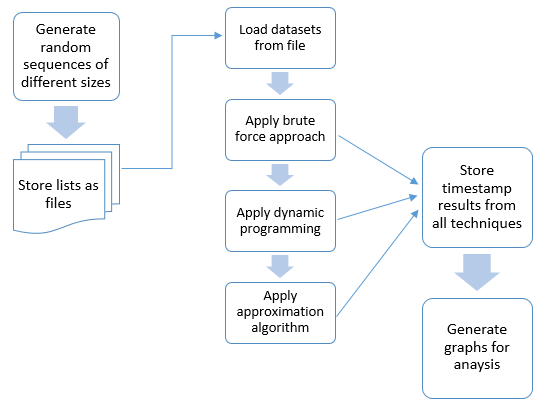 Generate
random
sequences of
different sizes
Store lists as
files
Load datasets
from file
Apply brute
force approach
Apply dynamic
programming
Apply
approximation
algorithm
Store
timestamp
results from
all techniques
Generate
graphs for
anaysis